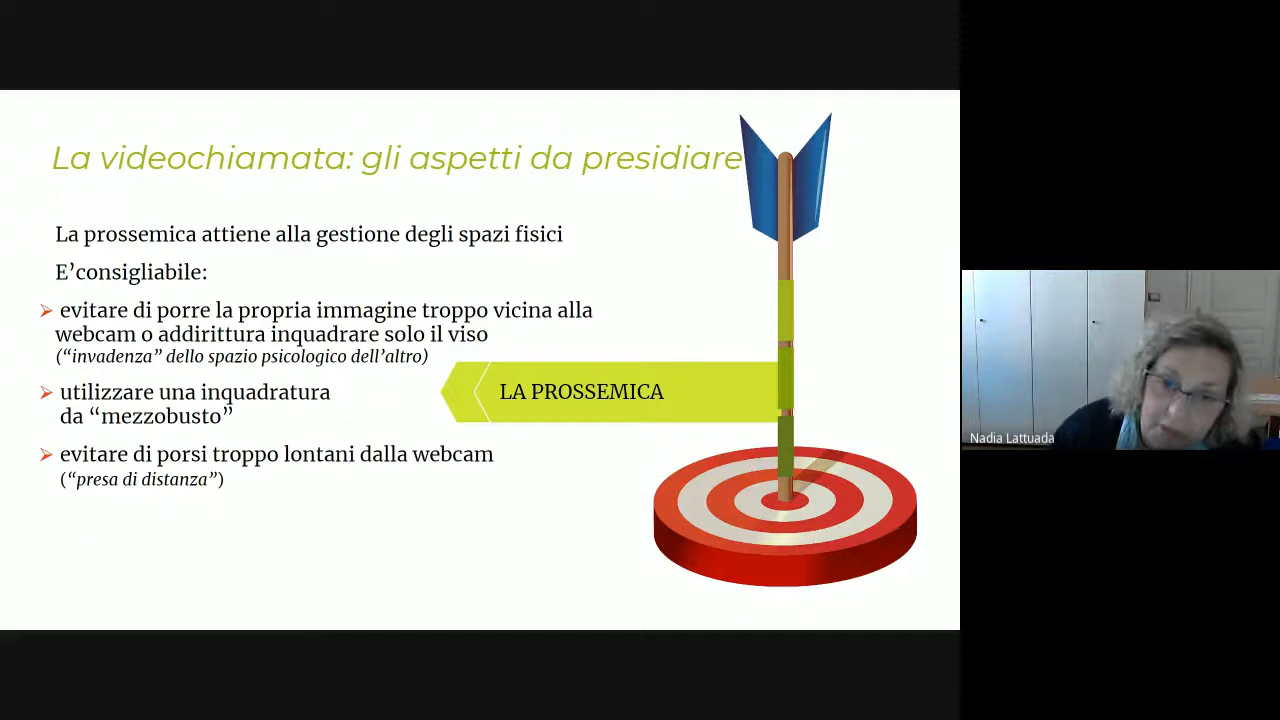 La videochiamata: gli aspetti da presidiare
La prossemica attiene alla gestione degli spazi fisici
E’consigliabile:
evitare di porre la propria immagine troppo vicina alla
webcam o addirittura inquadrare solo il viso
(“invadenza” dello spazio psicologico dell’altro)
utilizzare una inquadratura
da “mezzobusto”
evitare di porsi troppo lontani dalla webcam
(“presa di distanza”)
LA PROSSEMICA
Nadia Lattuada